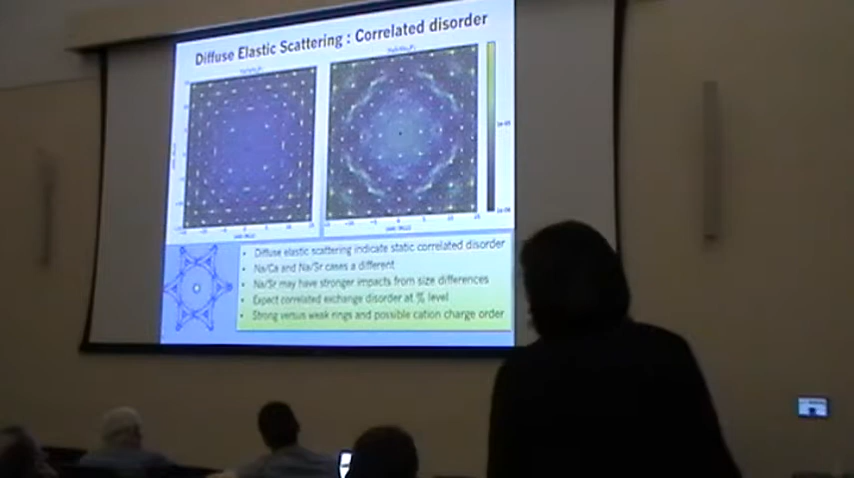 Diffuse Elastic Scattering : Correlated disorder
• Diffuse elastic scattering indicate static correlated disorder
• Na/Ca and Na/Sr cases a different
• Na/Sr may have stronger impacts from size differences
• Expect correlated exchange disorder at % level
• Strong versus weak rings and possible cation charge order